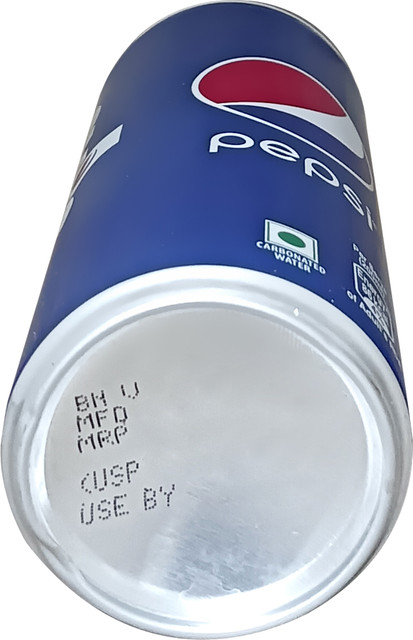 pepsi
CARBONATED
WATER
BN U
MFD
MRP
(USP
USE BY